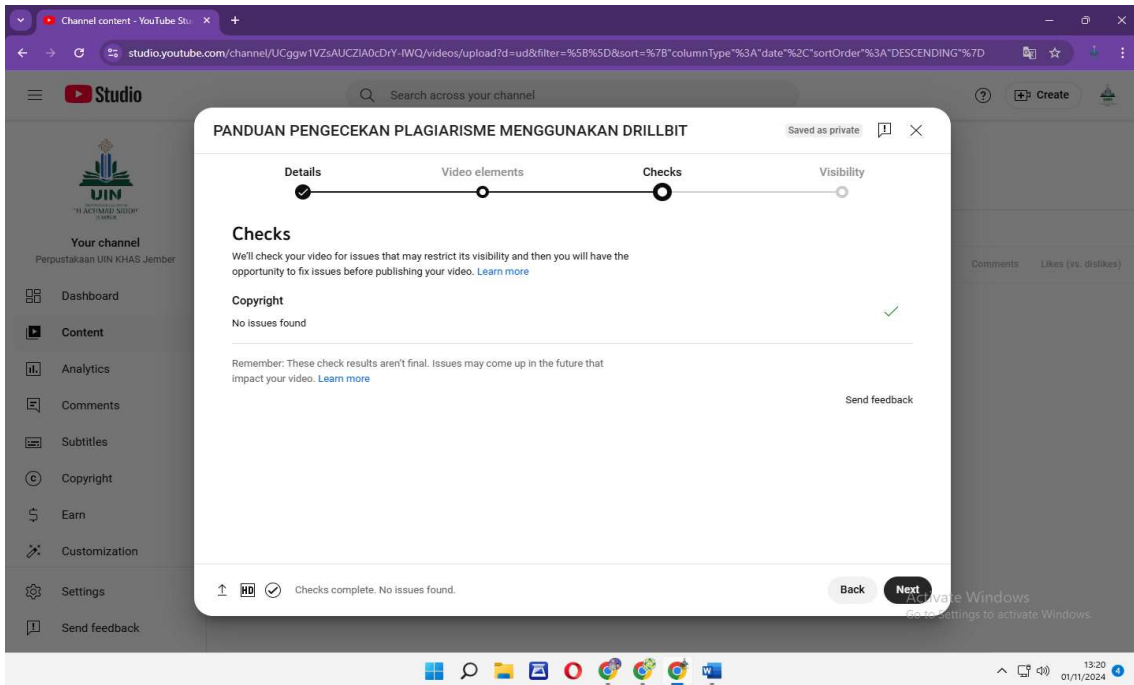 Channel content - YouTube Stu
studio.youtube.com/channel/UCggw1VZsAUCZIA0cDrY-IWQ/videos/upload?d=ud&filter=%5B%5D&sort=%7B"columnType"%3A"date"%2C"sortOrder"%3A"DESCENDING"%7D
Studio
Search across your channel
Create
PANDUAN PENGECEKAN PLAGIARISME MENGGUNAKAN DRILLBIT
Saved as private
Details
Video elements
Checks
Visibility
UIN
Your channel
Perpustakaan UIN KHAS Jember
Dashboard
Content
Analytics
Comments
Subtitles
Copyright
Earn
Customization
Settings
Send feedback
Checks
We'll check your video for issues that may restrict its visibility and then you will have the
opportunity to fix issues before publishing your video. Learn more
Copyright
No issues found
Remember: These check results aren't final. Issues may come up in the future that
impact your video. Learn more
Send feedback
Comments Likes (vs. dislikes)
HD Checks complete. No issues found.
Back
Next
Activate Windows
Go to Settings to activate Windows.
13:20
01/11/2024
4